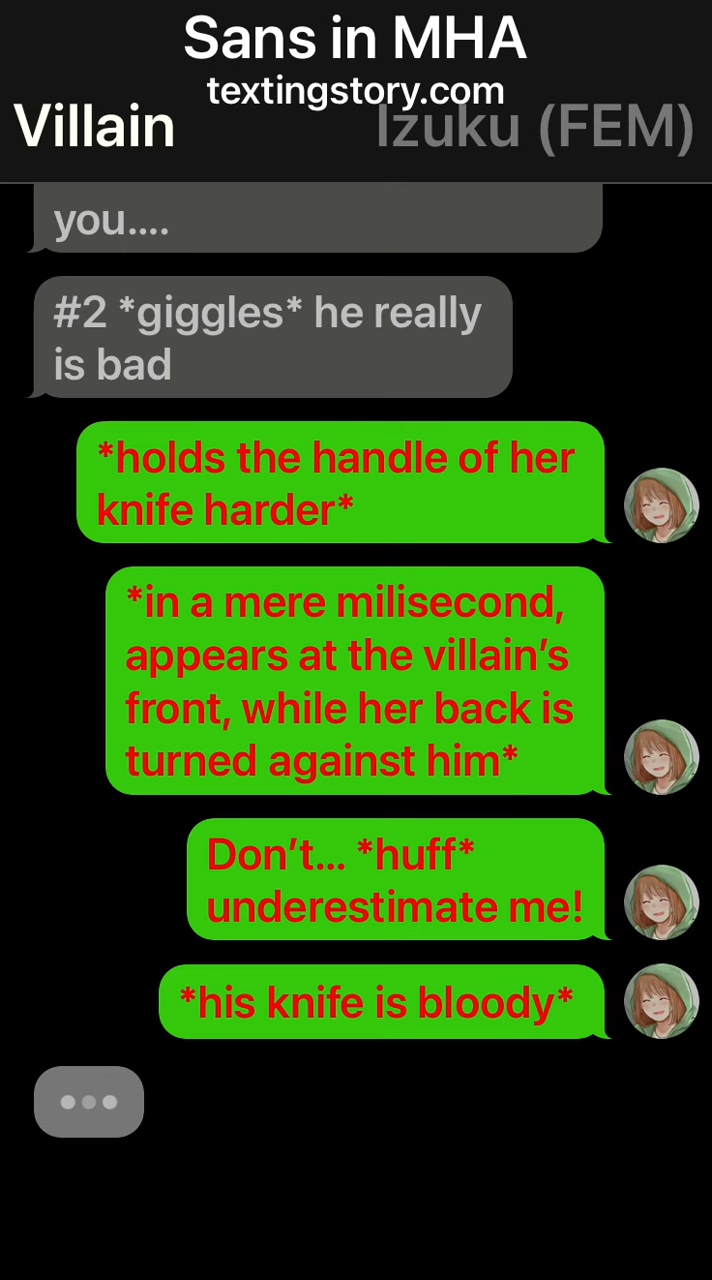 Sans in MHA
textingstory.com
Villain
Izuku (FEM)
you....
#2 *giggles* he really
is bad
*holds the handle of her
knife harder*
*in a mere milisecond,
appears at the villain’s
front, while her back is
turned against him*
Don’t... *huff*
underestimate me!
*his knife is bloody*